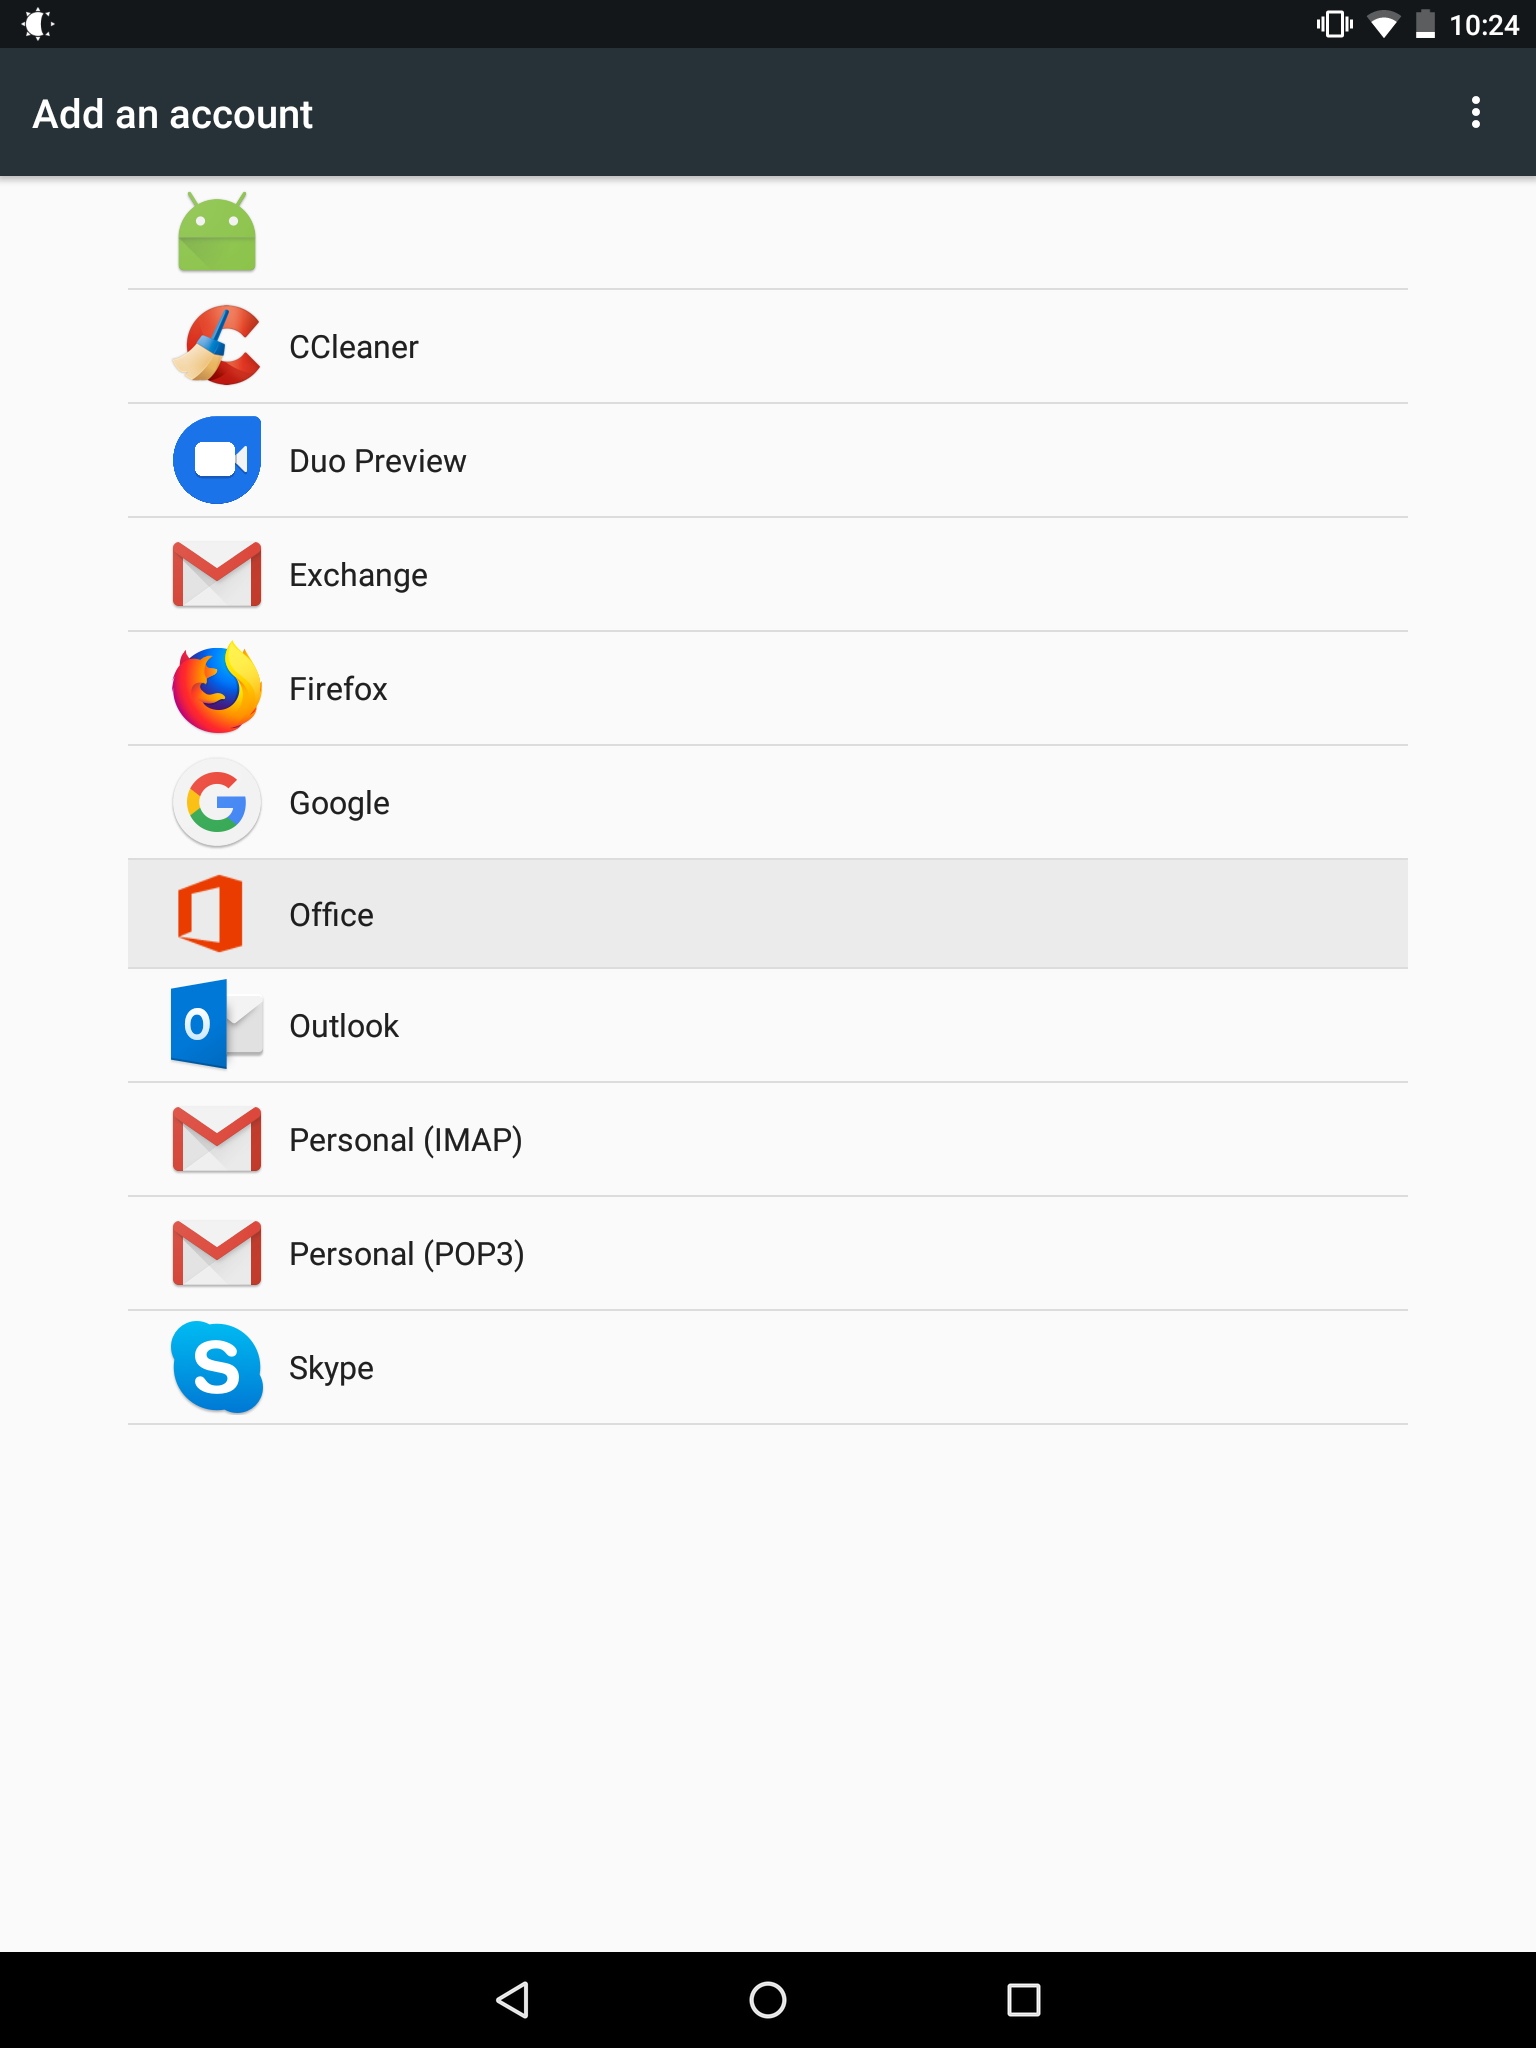 10:24
Add an account
CCleaner
Duo Preview
Exchange
Firefox
Google
Office
Outlook
Personal (IMAP)
Personal (POP3)
Skype